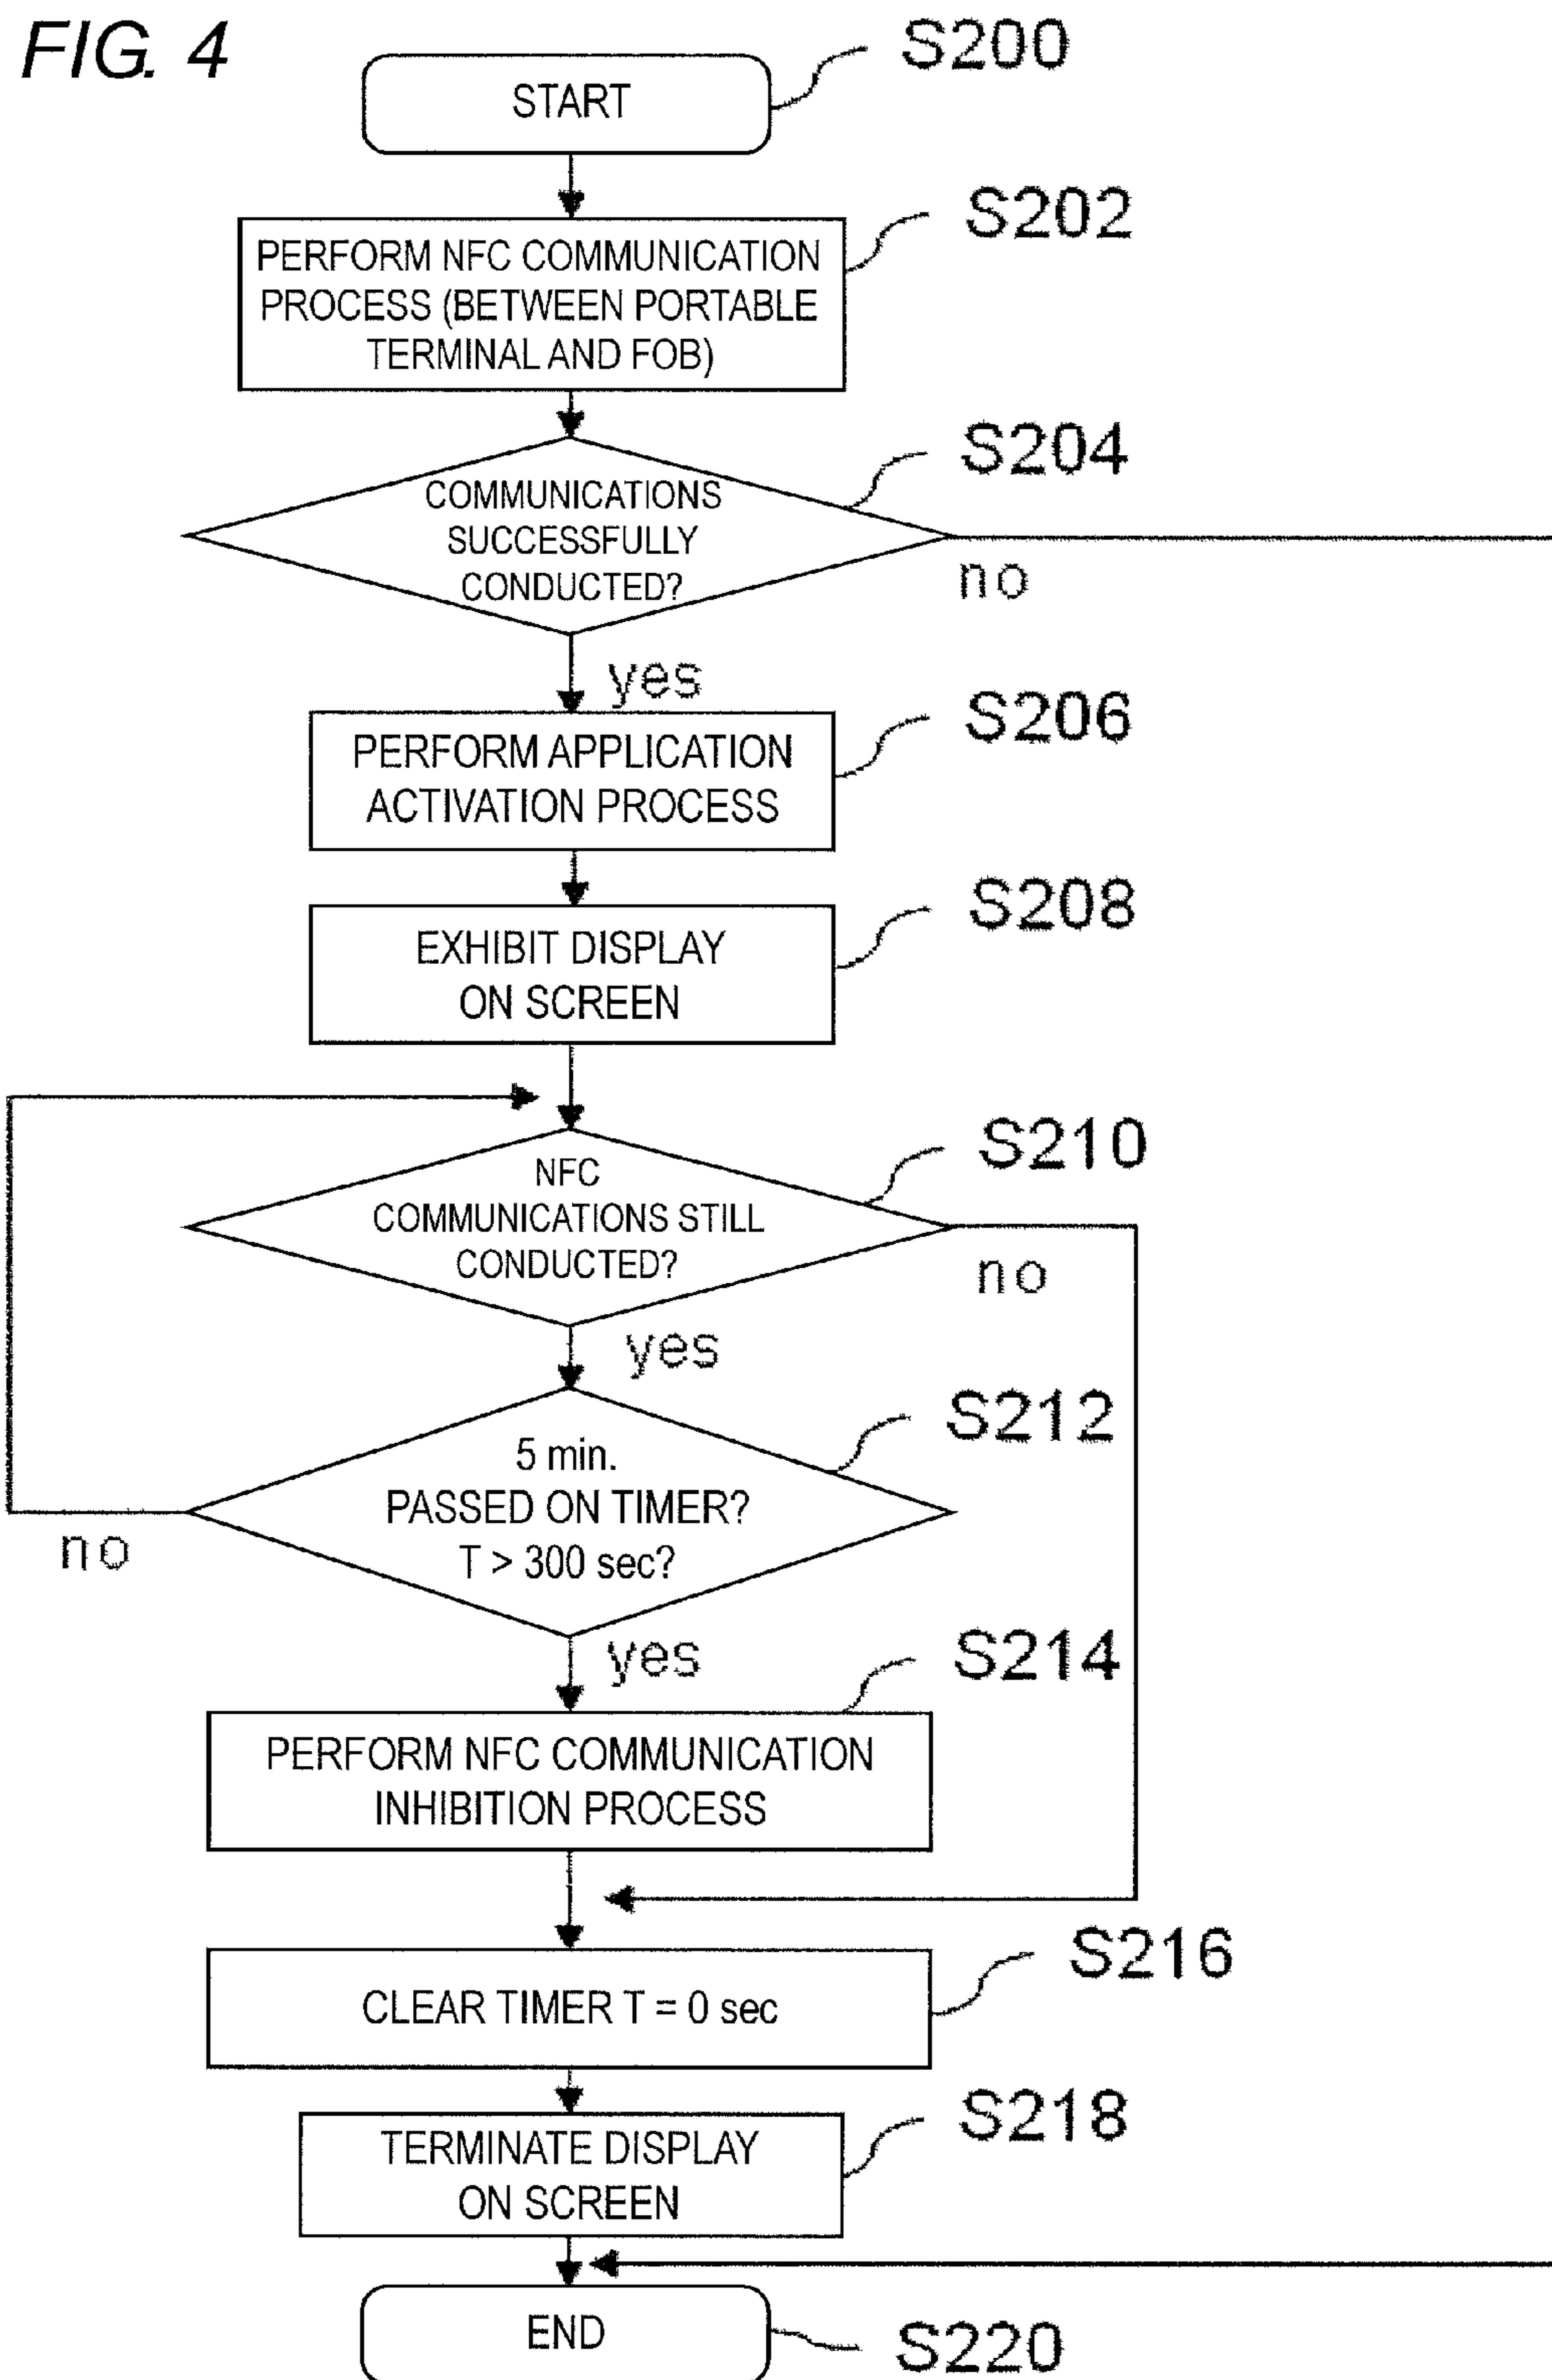 FIG. 4
START
S200
PERFORM NFC COMMUNICATION
PROCESS (BETWEEN PORTABLE
TERMINAL AND FOB)
S202
COMMUNICATIONS
SUCCESSFULLY
CONDUCTED?
S204
no
yes
PERFORM APPLICATION
ACTIVATION PROCESS
S206
EXHIBIT DISPLAY
ON SCREEN
S208
NFC
COMMUNICATIONS STILL
CONDUCTED?
S210
no
yes
5 min.
PASSED ON TIMER?
T > 300 sec?
S212
no
yes
PERFORM NFC COMMUNICATION
INHIBITION PROCESS
S214
CLEAR TIMER T = 0 sec
S216
TERMINATE DISPLAY
ON SCREEN
S218
END
S220